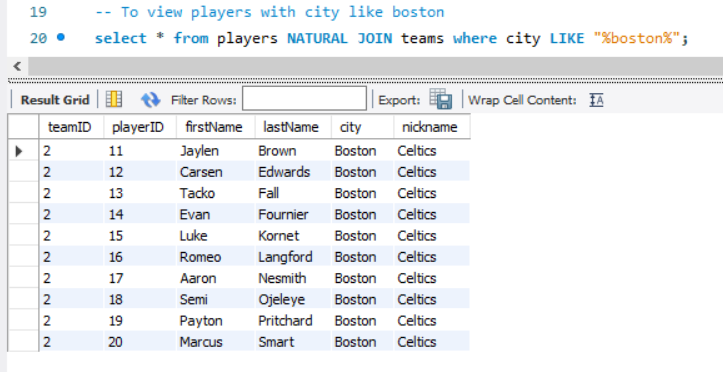 19 -- To view players with city like boston
20 select * from players NATURAL JOIN teams where city LIKE "%boston%";
Result Grid Filter Rows: Export: Wrap Cell Content: IA
teamID playerID firstName lastName city nickname
2 11 Jaylen Brown Boston Celtics
2 12 Carsen Edwards Boston Celtics
2 13 Tacko Fall Boston Celtics
2 14 Evan Fournier Boston Celtics
2 15 Luke Kornet Boston Celtics
2 16 Romeo Langford Boston Celtics
2 17 Aaron Nesmith Boston Celtics
2 18 Semi Ojeleye Boston Celtics
2 19 Payton Pritchard Boston Celtics
2 20 Marcus Smart Boston Celtics